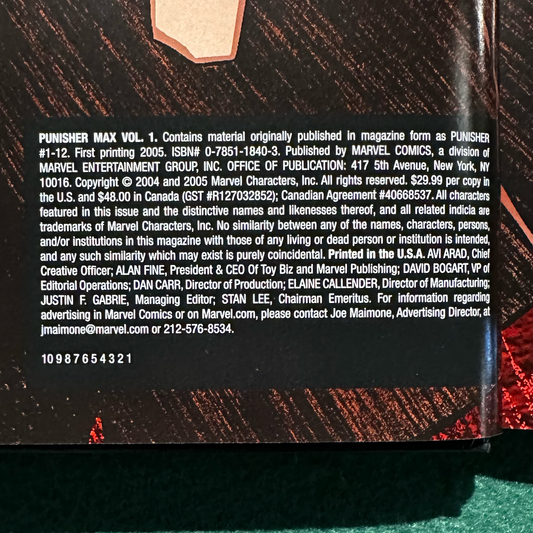 PUNISHER MAX VOL. 1. Contains material originally published in magazine form as PUNISHER
#1-12. First printing 2005. ISBN# 0-7851-1840-3. Published by MARVEL COMICS, a division of
MARVEL ENTERTAINMENT GROUP, INC. OFFICE OF PUBLICATION: 417 5th Avenue, New York, NY
10016. Copyright © 2004 and 2005 Marvel Characters, Inc. All rights reserved. $29.99 per copy in
the U.S. and $48.00 in Canada (GST #R127032852); Canadian Agreement #40668537. All characters
featured in this issue and the distinctive names and likenesses thereof, and all related indicia are
trademarks of Marvel Characters, Inc. No similarity between any of the names, characters, persons,
and/or institutions in this magazine with those of any living or dead person or institution is intended,
and any such similarity which may exist is purely coincidental. Printed in the U.S.A. AVI ARAD, Chief
Creative Officer; ALAN FINE, President & CEO Of Toy Biz and Marvel Publishing; DAVID BOGART, VP of
Editorial Operations; DAN CARR, Director of Production; ELAINE CALLENDER, Director of Manufacturing;
JUSTIN F. GABRIE, Managing Editor; STAN LEE, Chairman Emeritus. For information regarding
advertising in Marvel Comics or on Marvel.com, please contact Joe Maimone, Advertising Director, at
jmaimone@marvel.com or 212-576-8534.
10 9 8 7 6 5 4 3 2 1